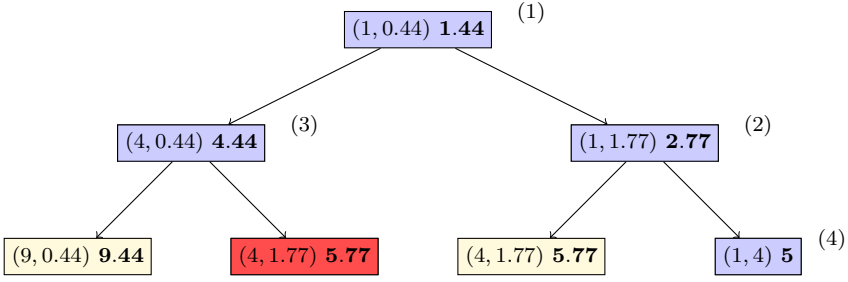 (1, 0.44) 1.44 (1)
(4, 0.44) 4.44 (3) (1, 1.77) 2.77 (2)
(9, 0.44) 9.44 (4, 1.77) 5.77 (4, 1.77) 5.77 (1, 4) 5 (4)